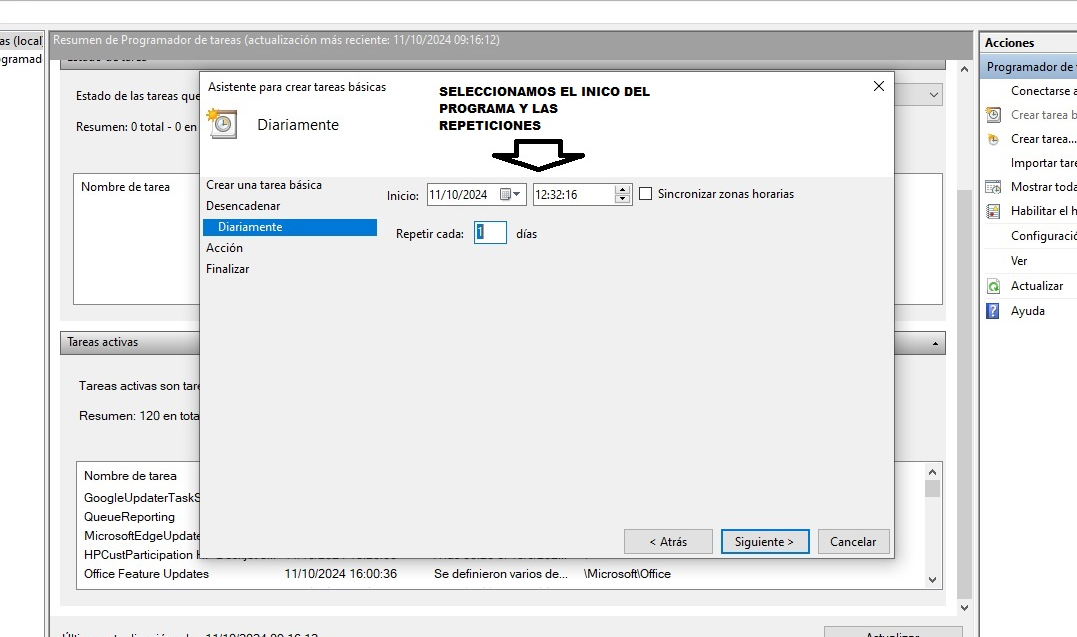 as (local
Resumen de Programador de tareas (actualización más reciente: 11/10/2024 09:16:12)
Acciones
ogramad
Programador de
Estado de las tareas que
Resumen: 0 total - 0 en
Nombre de tarea
Asistente para crear tareas básicas
SELECCIONAMOS EL INICO DEL
PROGRAMA Y LAS
REPETICIONES
Diariamente
Crear una tarea básica
Desencadenar
Diariamente
Acción
Finalizar
Inicio: 11/10/2024 12:32:16 Sincronizar zonas horarias
Repetir cada: 1 días
< Atrás Siguiente > Cancelar
Conectarse a
Crear tarea b
Crear tarea...
Importar tare
Mostrar toda
Habilitar el h
Configuració
Ver
Actualizar
Ayuda
Tareas activas
Tareas activas son tare
Resumen: 120 en tota
Nombre de tarea
GoogleUpdaterTaskS
QueueReporting
MicrosoftEdgeUpdate
HPCustParticipation
Office Feature Updates 11/10/2024 16:00:36 Se definieron varios de... \Microsoft\Office
Actualizar